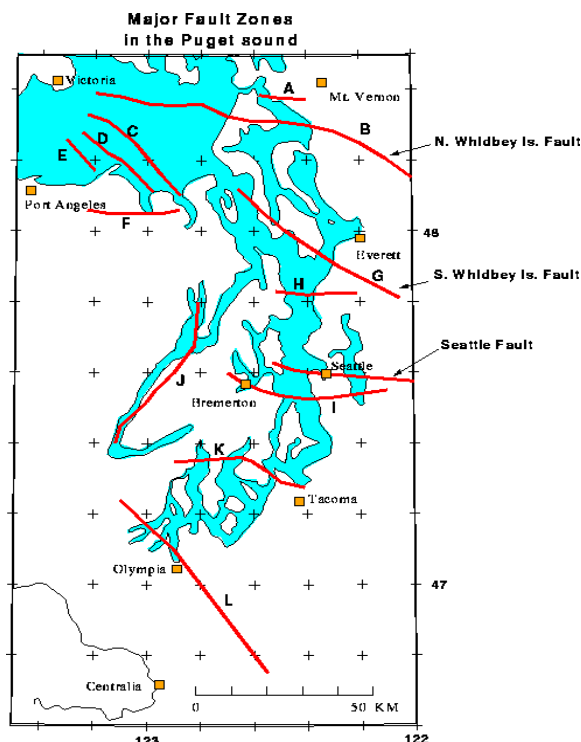 Major Fault Zones
in the Puget sound
Victoria
A
Mt. Vernon
B
C
D
E
N. Whidbey Is. Fault
Port Angeles
F
48
Everett
G
S. Whidbey Is. Fault
H
Seattle Fault
Seattle
J
Bremerton
I
K
Tacoma
Olympia
47
L
Centralia
0
50 KM
123
122